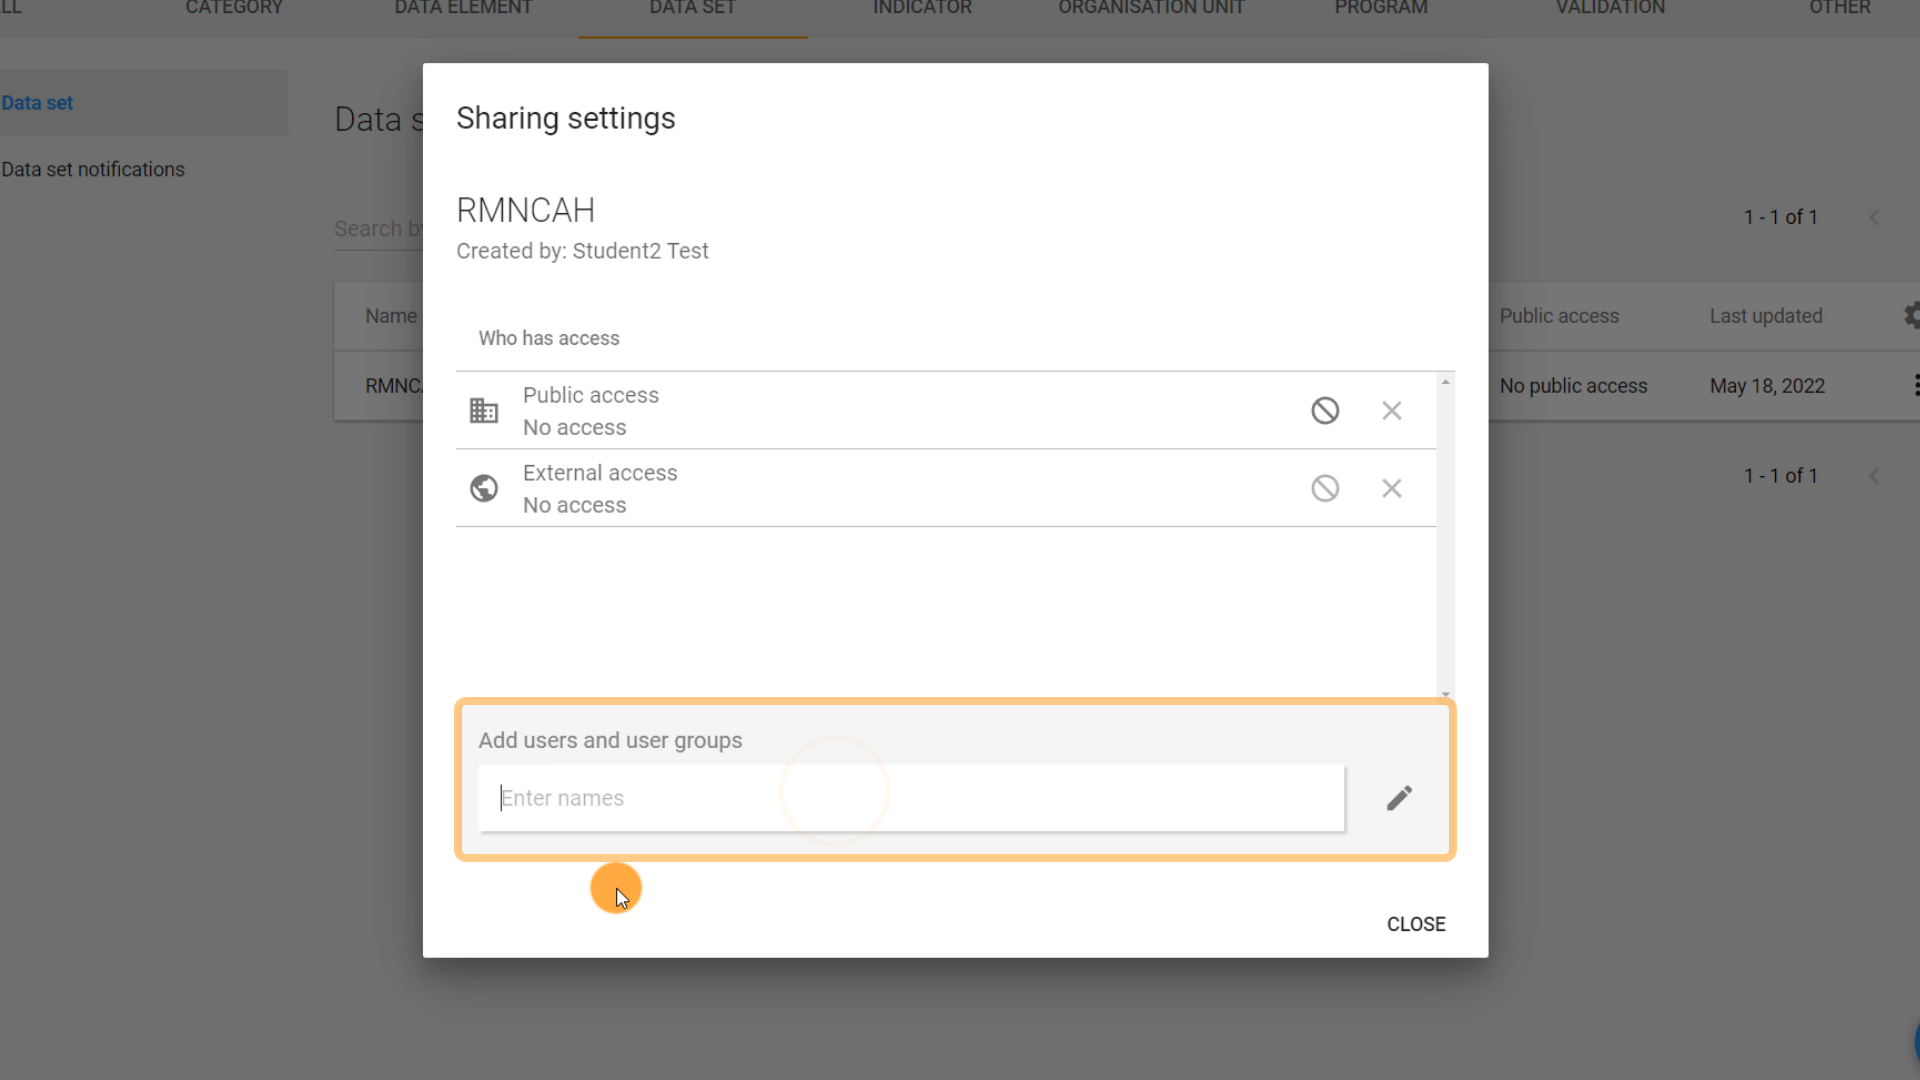 LL CATEGORY DATA ELEMENT DATA SET INDICATOR ORGANISATION UNIT PROGRAM VALIDATION OTHER
Data set
Data set notifications
Data s
Search by
1 - 1 of 1
Name
Public access Last updated
RMNCA
No public access May 18, 2022
1 - 1 of 1
Sharing settings
RMNCAH
Created by: Student2 Test
Who has access
Public access
No access
External access
No access
Add users and user groups
Enter names
CLOSE